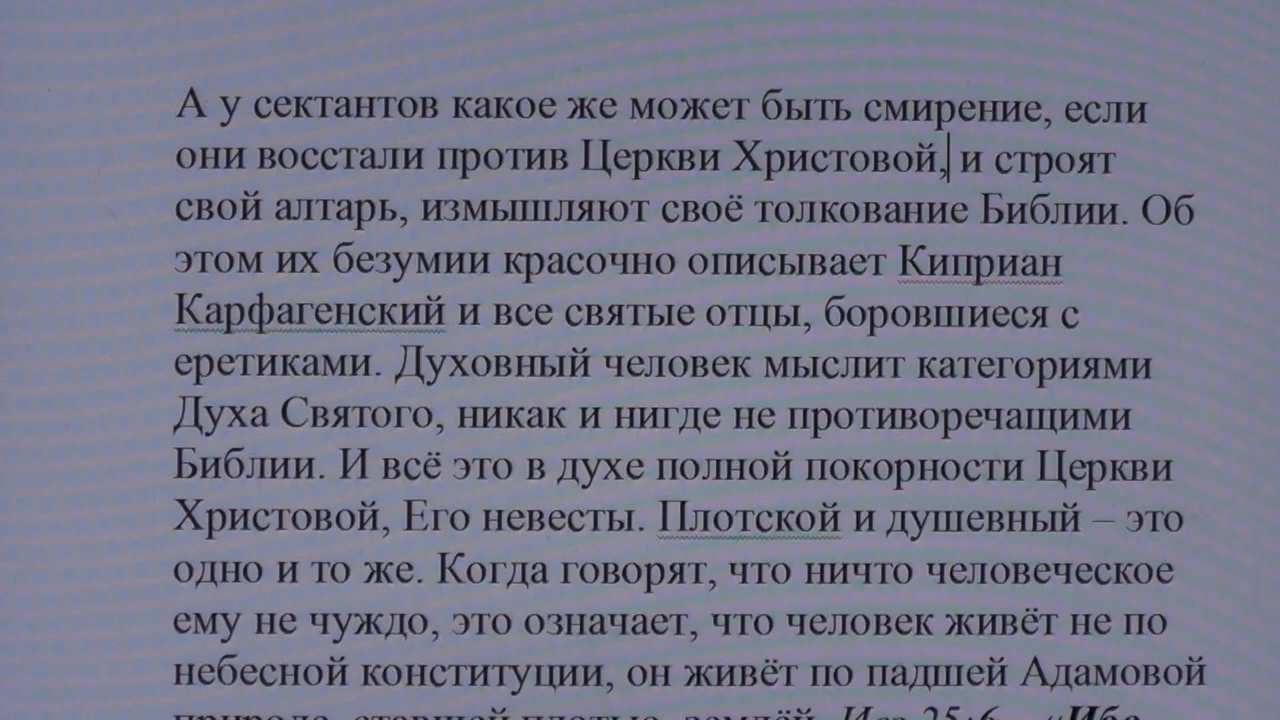 А у сектантов какое же может быть смирение, если
они восстали против Церкви Христовой, и строят
свой алтарь, измышляют своё толкование Библии. Об
этом их безумии красочно описывает Киприан
Карфагенский и все святые отцы, боровшиеся с
еретиками. Духовный человек мыслит категориями
Духа Святого, никак и нигде не противоречащими
Библии. И всё это в духе полной покорности Церкви
Христовой, Его невесты. Плотской и душевный – это
одно и то же. Когда говорят, что ничто человеческое
ему не чуждо, это означает, что человек живёт не по
небесной конституции, он живёт по падшей Адамовой
природе, ставшей плотью, землёй.